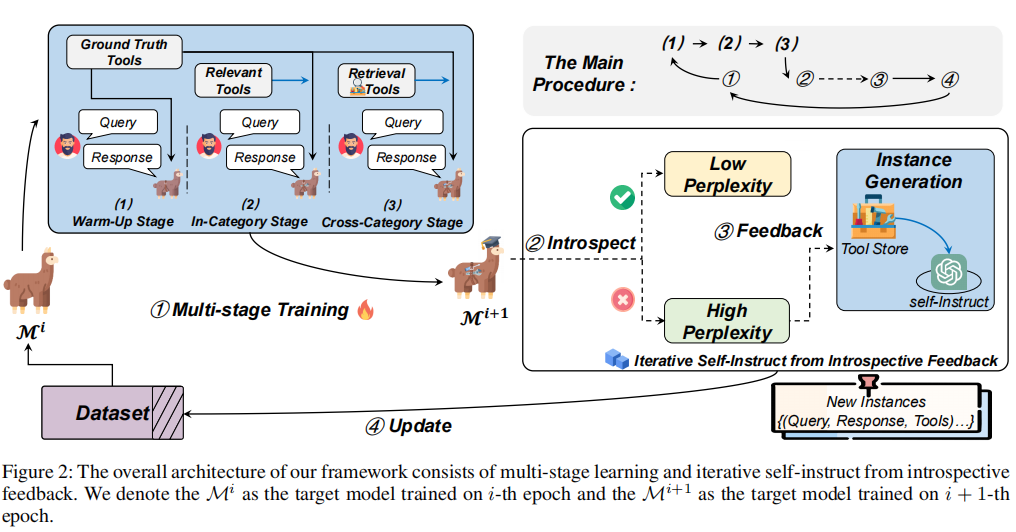 Ground Truth
Tools
Relevant
Tools
Retrieval
Tools
Query
Response
Query
Response
Query
Response
(1)
Warm-Up Stage
(2)
In-Category Stage
(3)
Cross-Category Stage
The Main
Procedure :
(1) → (2) → (3)
① ② ③ ④
ℳⁱ
① Multi-stage Training
ℳⁱ⁺¹
② Introspect
Low
Perplexity
High
Perplexity
③ Feedback
Instance
Generation
Tool Store
self-Instruct
Iterative Self-Instruct from Introspective Feedback
New Instances
{(Query, Response, Tools)…}
Dataset
④ Update
Figure 2: The overall architecture of our framework consists of multi-stage learning and iterative self-instruct from introspective
feedback. We denote the ℳⁱ as the target model trained on i-th epoch and the ℳⁱ⁺¹ as the target model trained on i + 1-th
epoch.